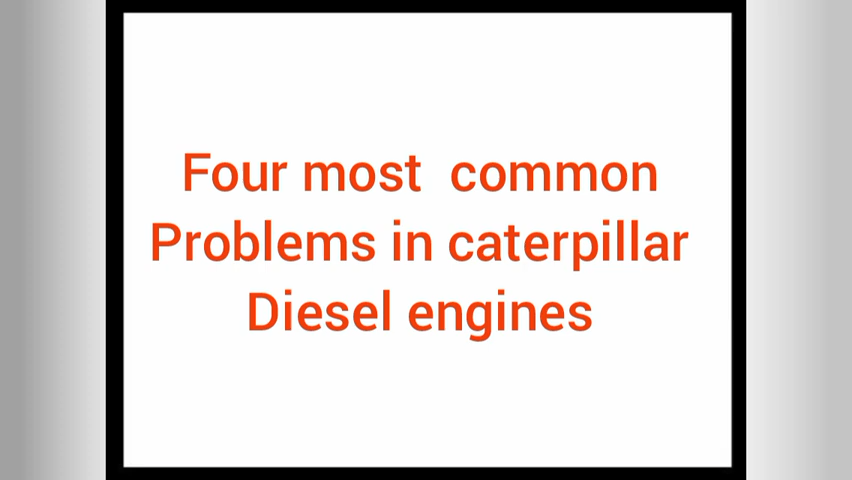 Four most  common
Problems in caterpillar
Diesel engines